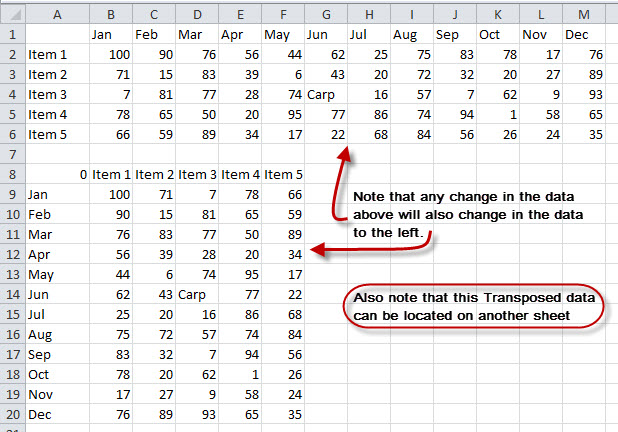 A B C D E F G H I J K L M
1 Jan Feb Mar Apr May Jun Jul Aug Sep Oct Nov Dec
2 Item 1 100 90 76 56 44 62 25 75 83 78 17 76
3 Item 2 71 15 83 39 6 43 20 72 32 20 27 89
4 Item 3 7 81 77 28 74 Carp 16 57 7 62 9 93
5 Item 4 78 65 50 20 95 77 86 74 94 1 58 65
6 Item 5 66 59 89 34 17 22 68 84 56 26 24 35
7
8 0 Item 1 Item 2 Item 3 Item 4 Item 5
9 Jan 100 71 7 78 66
10 Feb 90 15 81 65 59
11 Mar 76 83 77 50 89
12 Apr 56 39 28 20 34
13 May 44 6 74 95 17
14 Jun 62 43 Carp 77 22
15 Jul 25 20 16 86 68
16 Aug 75 72 57 74 84
17 Sep 83 32 7 94 56
18 Oct 78 20 62 1 26
19 Nov 17 27 9 58 24
20 Dec 76 89 93 65 35
Note that any change in the data
above will also change in the data
to the left.
Also note that this Transposed data
can be located on another sheet